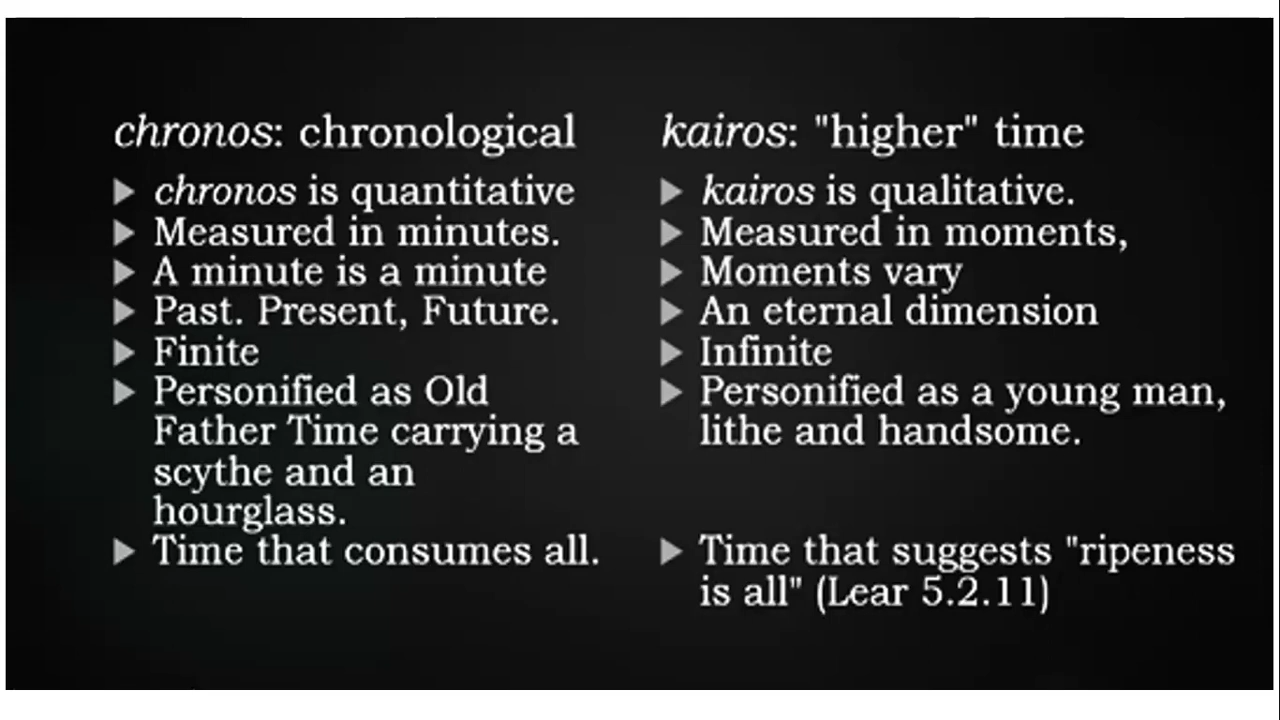 chronos: chronological
▶ chronos is quantitative
▶ Measured in minutes.
▶ A minute is a minute
▶ Past. Present, Future.
▶ Finite
▶ Personified as Old
Father Time carrying a
scythe and an
hourglass.
▶ Time that consumes all.
kairos: "higher" time
▶ kairos is qualitative.
▶ Measured in moments,
▶ Moments vary
▶ An eternal dimension
▶ Infinite
▶ Personified as a young man,
lithe and handsome.
▶ Time that suggests "ripeness
is all" (Lear 5.2.11)